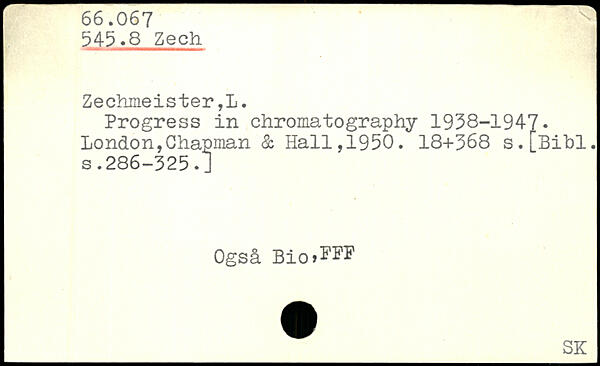 66.067
545.8 Zech
Zechmeister,L.
Progress in chromatography 1938-1947.
London,Chapman & Hall,1950. 18+368 s.[Bibl.
s.286-325.]
Også Bio,FFF
SK